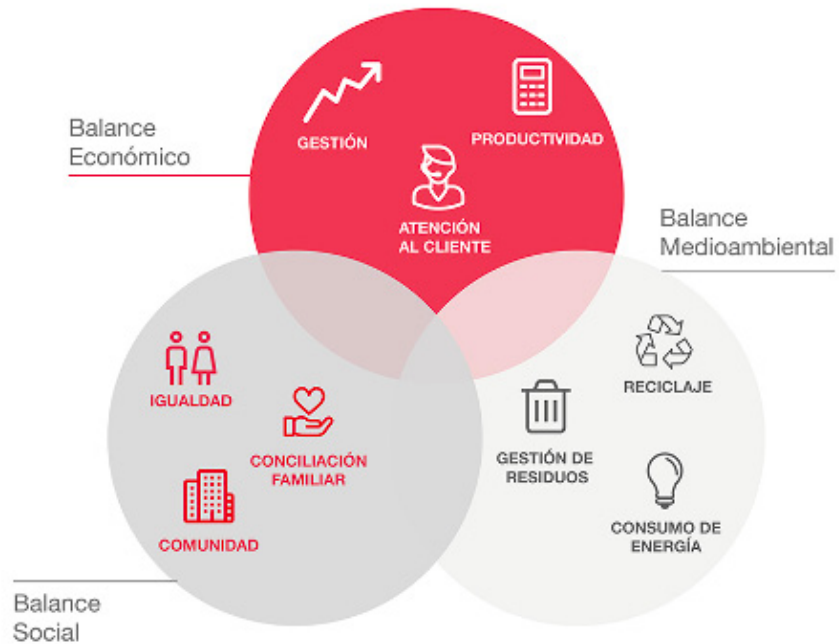 Balance
Económico
GESTIÓN
PRODUCTIVIDAD
ATENCIÓN
AL CLIENTE
Balance
Medioambiental
IGUALDAD
CONCILIACIÓN
FAMILIAR
COMUNIDAD
RECICLAJE
GESTIÓN DE
RESIDUOS
CONSUMO DE
ENERGÍA
Balance
Social